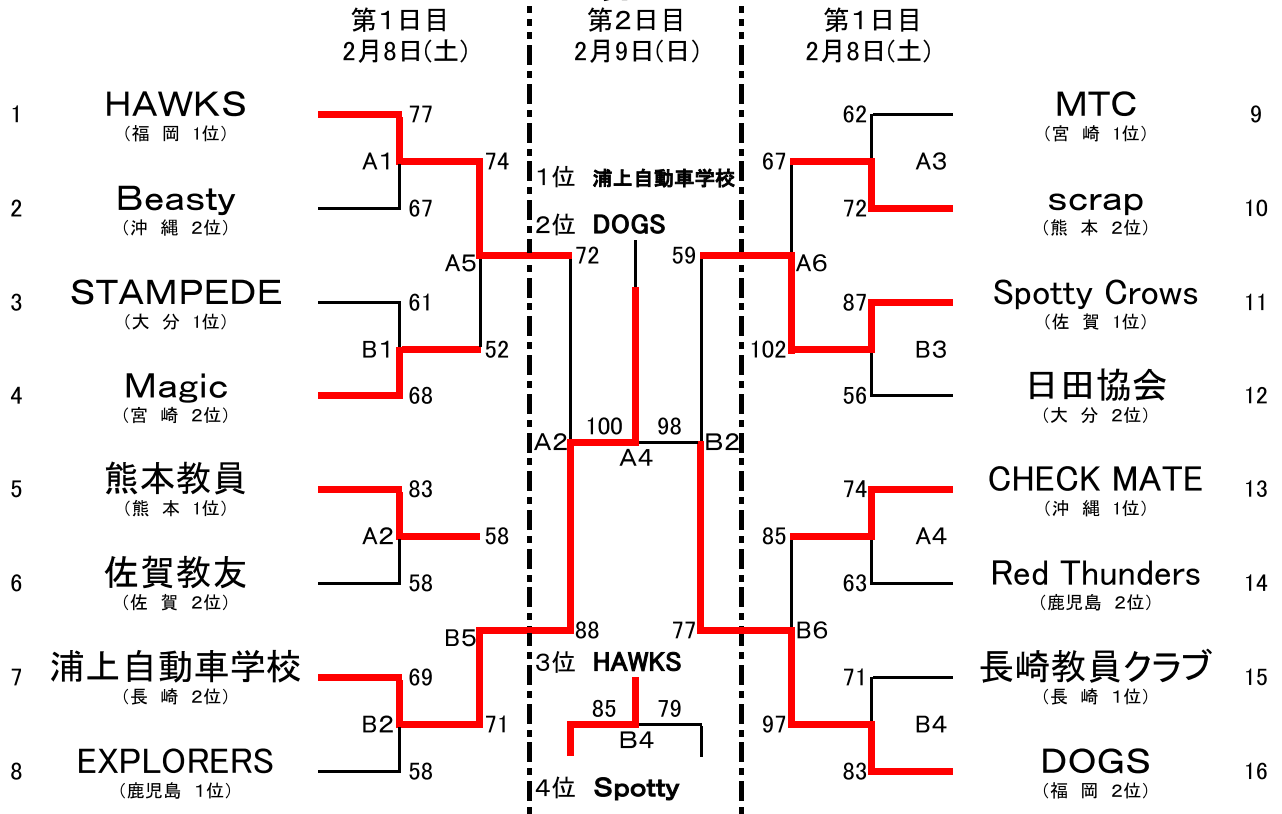 第1日目
2月8日(土)
第2日目
2月9日(日)
第1日目
2月8日(土)
1
HAWKS
(福 岡 1位)
77
A1
74
2
Beasty
(沖 縄 2位)
67
A5
3
STAMPEDE
(大 分 1位)
61
B1
52
4
Magic
(宮 崎 2位)
68
5
熊本教員
(熊 本 1位)
83
A2
58
6
佐賀教友
(佐 賀 2位)
58
B5
7
浦上自動車学校
(長 崎 2位)
69
B2
71
8
EXPLORERS
(鹿児島 1位)
58
1位 浦上自動車学校
2位 DOGS
72
59
A2
100
98
B2
A4
88
77
3位 HAWKS
85
79
B4
4位 Spotty
62
MTC
(宮 崎 1位)
9
67
A3
72
scrap
(熊 本 2位)
10
A6
87
Spotty Crows
(佐 賀 1位)
11
102
B3
56
日田協会
(大 分 2位)
12
74
CHECK MATE
(沖 縄 1位)
13
85
A4
63
Red Thunders
(鹿児島 2位)
14
B6
71
長崎教員クラブ
(長 崎 1位)
15
97
B4
83
DOGS
(福 岡 2位)
16